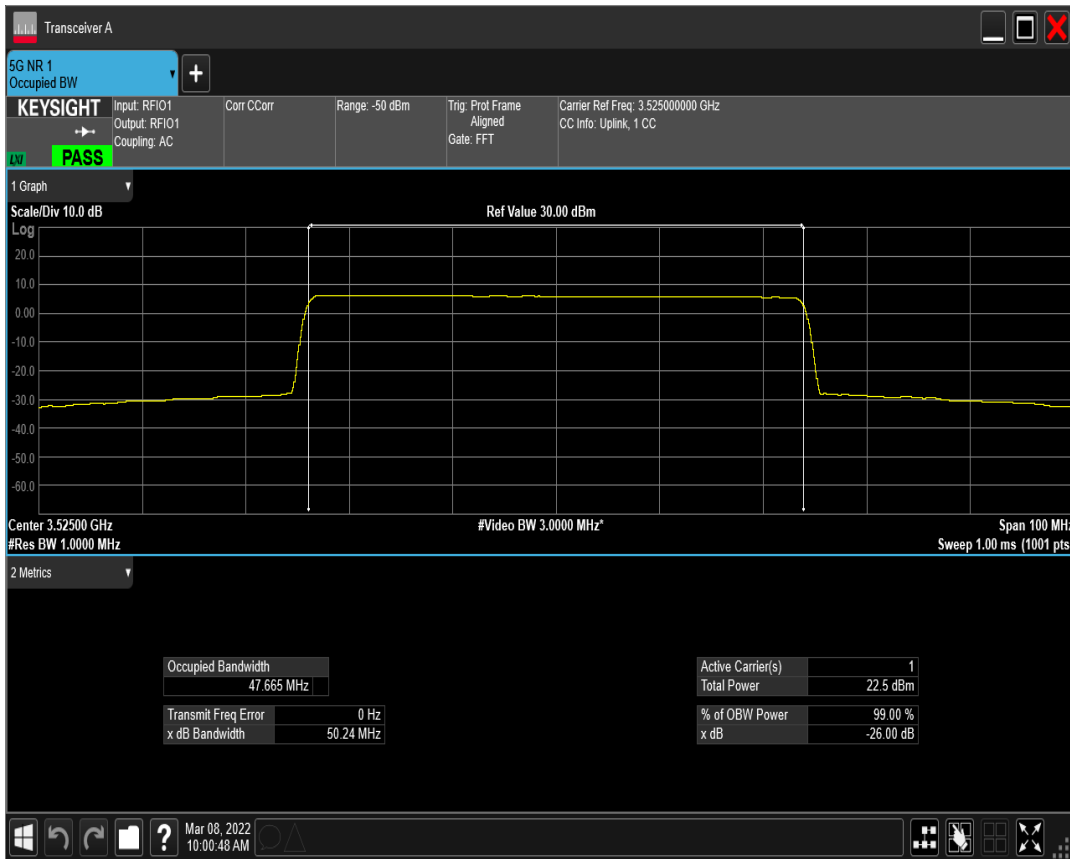 Transceiver A
5G NR 1
Occupied BW
+
KEYSIGHT
LXI
PASS
Input: RFIO1
Output: RFIO1
Coupling: AC
Corr CCorr
Range: -50 dBm
Trig: Prot Frame
Aligned
Gate: FFT
Carrier Ref Freq: 3.525000000 GHz
CC Info: Uplink, 1 CC
1 Graph
Scale/Div 10.0 dB
Ref Value 30.00 dBm
Log
20.0
10.0
0.00
-10.0
-20.0
-30.0
-40.0
-50.0
-60.0
Center 3.52500 GHz
#Video BW 3.0000 MHz*
Span 100 MHz
#Res BW 1.0000 MHz
Sweep 1.00 ms (1001 pts
2 Metrics
Occupied Bandwidth
47.665 MHz
Transmit Freq Error 0 Hz
x dB Bandwidth 50.24 MHz
Active Carrier(s) 1
Total Power 22.5 dBm
% of OBW Power 99.00 %
x dB -26.00 dB
?
Mar 08, 2022
10:00:48 AM